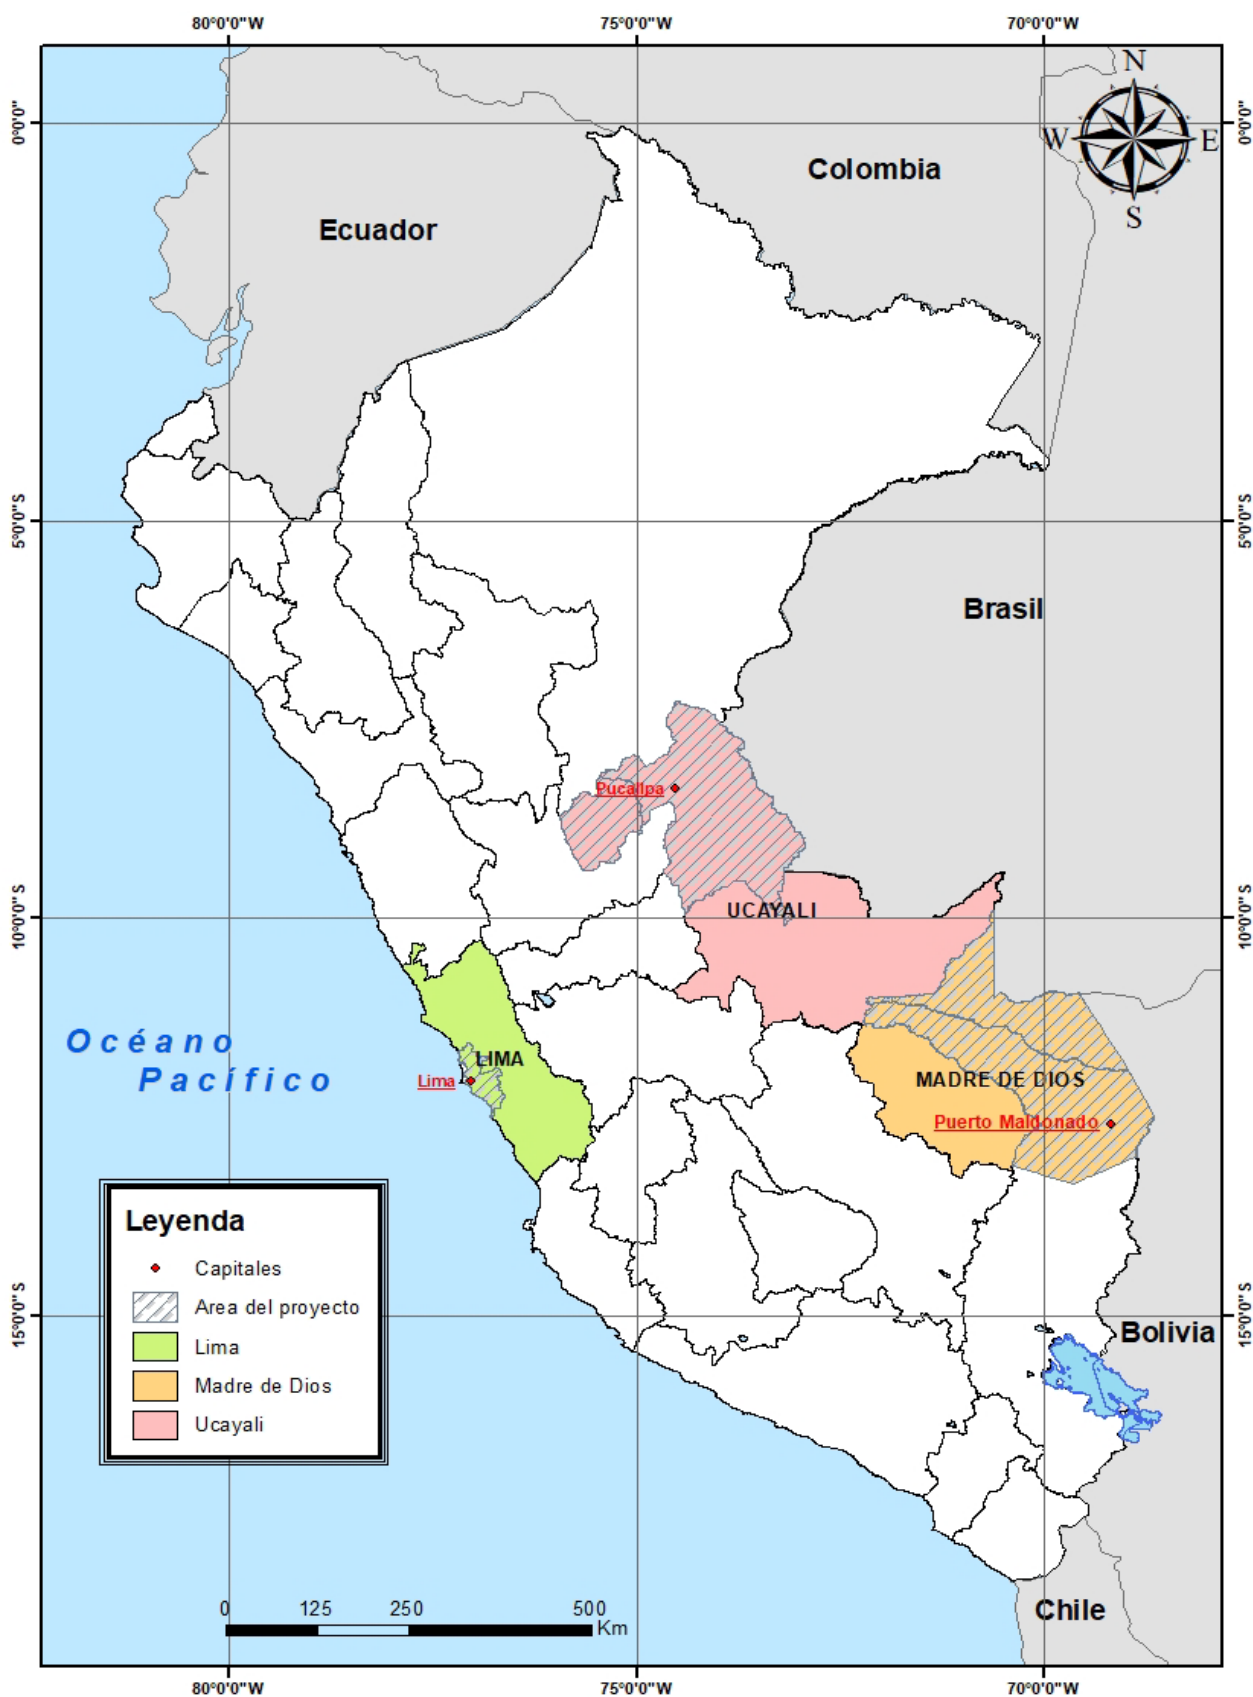 80°0'0"W 75°0'0"W 70°0'0"W
N
W E
S
0°0'0" 0°0'0"
Colombia
Ecuador
5°0'0"S 5°0'0"S
Brasil
Pucallpa
10°0'0"S 10°0'0"S
UCAYALI
Océano
Pacífico
LIMA
Lima
MADRE DE DIOS
Puerto Maldonado
Leyenda
Capitales
Area del proyecto
Lima
Madre de Dios
Ucayali
15°0'0"S 15°0'0"S
Bolivia
Chile
0 125 250 500
Km
80°0'0"W 75°0'0"W 70°0'0"W